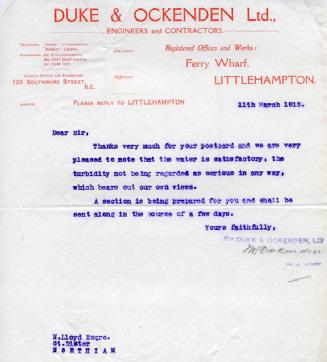 DUKE & OCKENDEN Ltd.,
ENGINEERS and CONTRACTORS.
Registered Offices and Works:
Ferry Wharf,
LITTLEHAMPTON.
126 SOUTHWARK STREET,
S.E.
PLEASE REPLY TO LITTLEHAMPTON
11th March 1913.
Dear Sir,
Thanks very much for your postcard and we are very
pleased to note that the water is satisfactory, the
turbidity not being regarded as serious in any way,
which bears out our own views.
A section is being prepared for you and shall be
sent along in the course of a few days.
Yours faithfully,
For DUKE & OCKENDEN, LTD
N.Lloyd Esqre.
Gt.Dixter
NORTHIAM